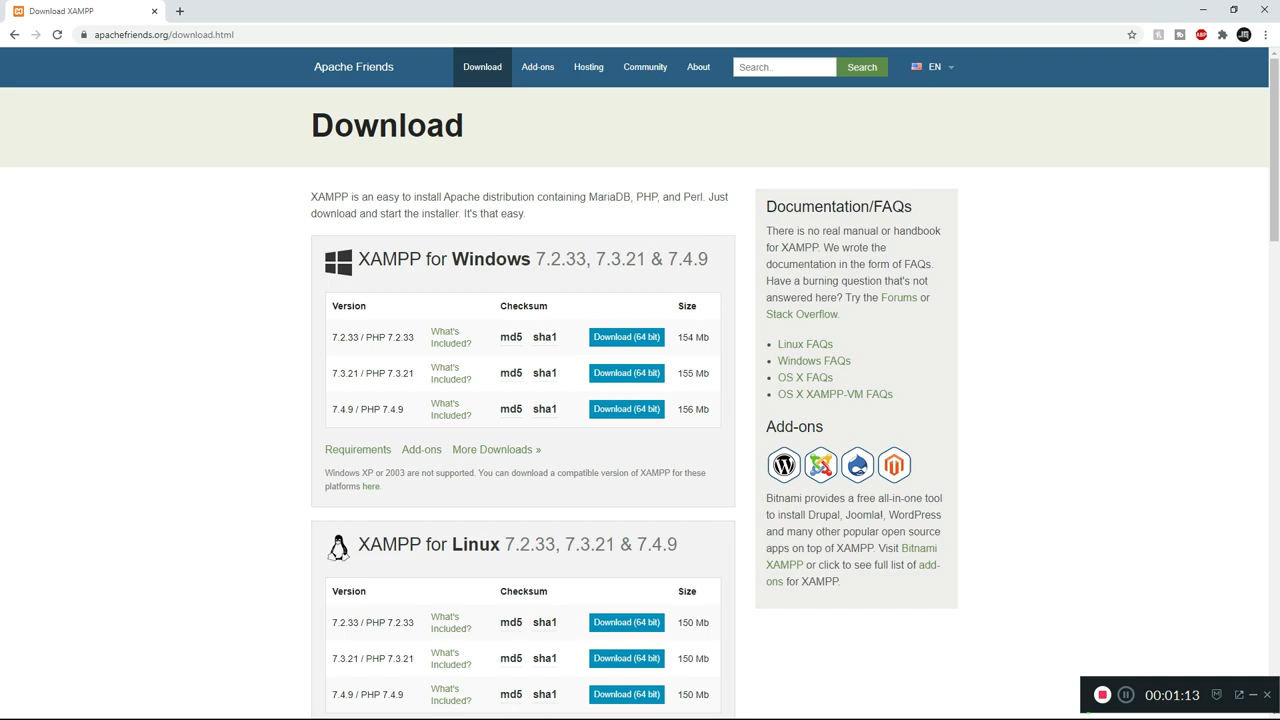 Download XAMPP
apachefriends.org/download.html
ABP
Apache Friends
Download
Add-ons
Hosting
Community
About
Search..
Search
EN
Download
XAMPP is an easy to install Apache distribution containing MariaDB, PHP, and Perl. Just
download and start the installer. It's that easy.
XAMPP for Windows 7.2.33, 7.3.21 & 7.4.9
Version Checksum Size
7.2.33 / PHP 7.2.33 What's Included? md5 sha1 Download (64 bit) 154 Mb
7.3.21 / PHP 7.3.21 What's Included? md5 sha1 Download (64 bit) 155 Mb
7.4.9 / PHP 7.4.9 What's Included? md5 sha1 Download (64 bit) 156 Mb
Requirements Add-ons More Downloads »
Windows XP or 2003 are not supported. You can download a compatible version of XAMPP for these
platforms here.
XAMPP for Linux 7.2.33, 7.3.21 & 7.4.9
Version Checksum Size
7.2.33 / PHP 7.2.33 What's Included? md5 sha1 Download (64 bit) 150 Mb
7.3.21 / PHP 7.3.21 What's Included? md5 sha1 Download (64 bit) 150 Mb
7.4.9 / PHP 7.4.9 What's Included? md5 sha1 Download (64 bit) 150 Mb
Documentation/FAQs
There is no real manual or handbook
for XAMPP. We wrote the
documentation in the form of FAQs.
Have a burning question that's not
answered here? Try the Forums or
Stack Overflow.
• Linux FAQs
• Windows FAQs
• OS X FAQs
• OS X XAMPP-VM FAQs
Add-ons
Bitnami provides a free all-in-one tool
to install Drupal, Joomla!, WordPress
and many other popular open source
apps on top of XAMPP. Visit Bitnami
XAMPP or click to see full list of add-
ons for XAMPP.
00:01:13